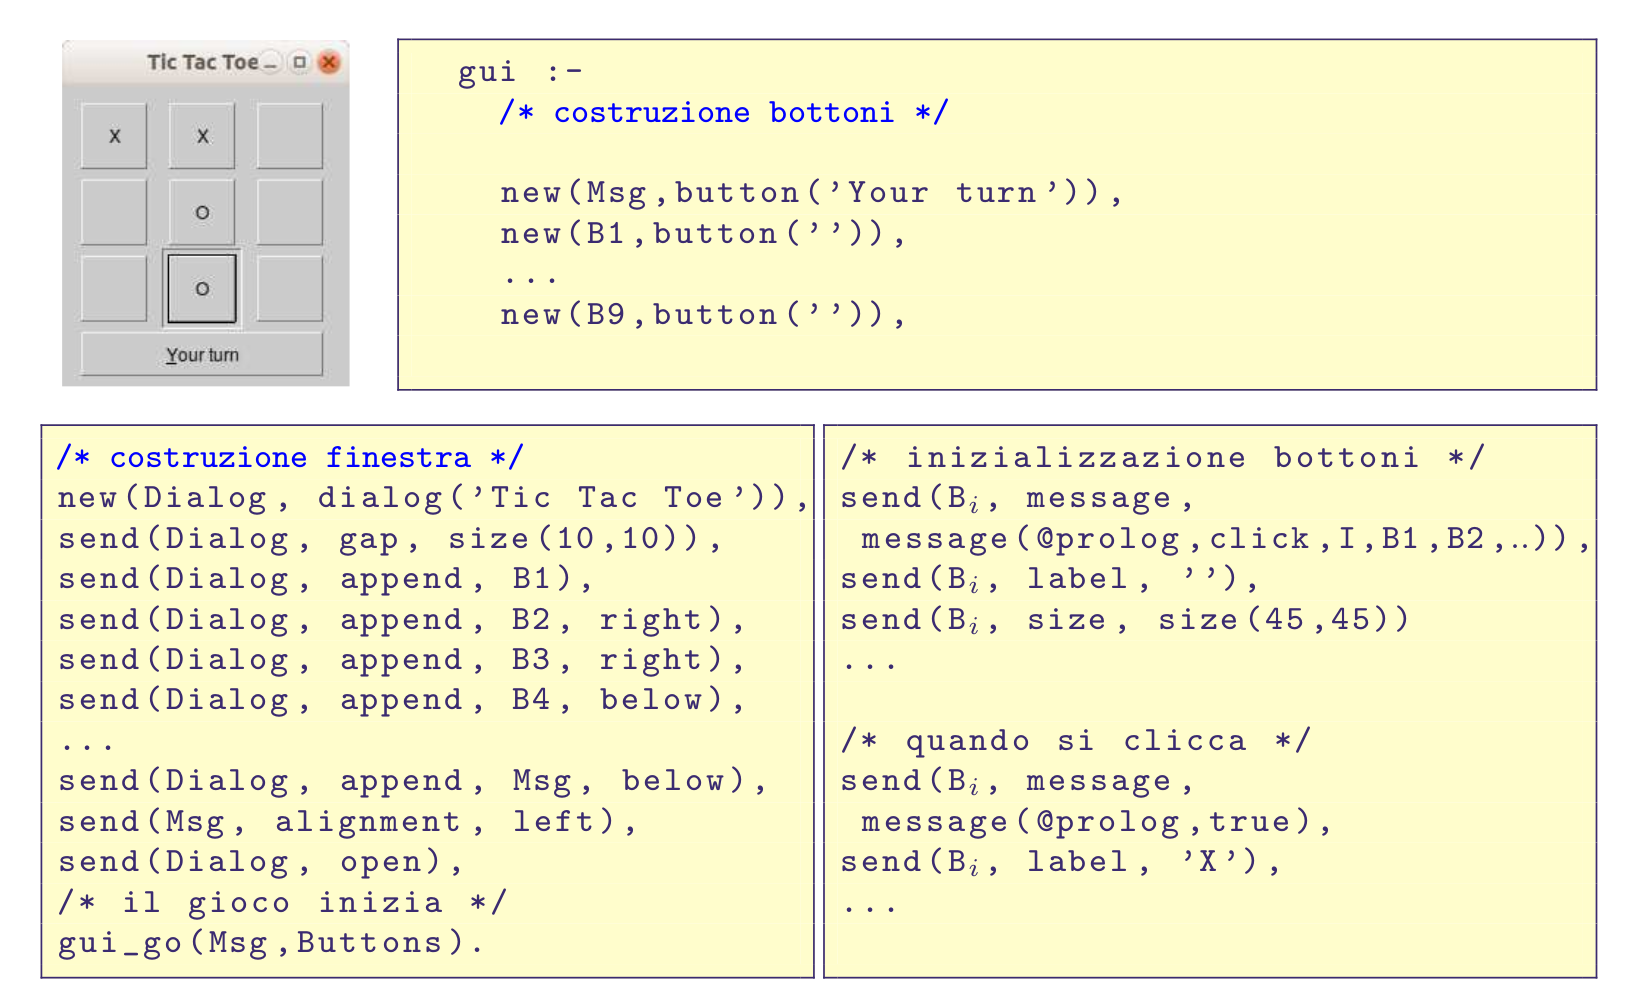 Tic Tac Toe
X X
O
O
Your turn
gui :-
/* costruzione bottoni */
new(Msg,button('Your turn')),
new(B1,button('')),
...
new(B9,button('')),
/* costruzione finestra */
new(Dialog, dialog('Tic Tac Toe')),
send(Dialog, gap, size(10,10)),
send(Dialog, append, B1),
send(Dialog, append, B2, right),
send(Dialog, append, B3, right),
send(Dialog, append, B4, below),
...
send(Dialog, append, Msg, below),
send(Msg, alignment, left),
send(Dialog, open),
/* il gioco inizia */
gui_go(Msg,Buttons).
/* inizializzazione bottoni */
send(Bi, message,
message(@prolog,click,I,B1,B2,..)),
send(Bi, label, ''),
send(Bi, size, size(45,45))
...
/* quando si clicca */
send(Bi, message,
message(@prolog,true),
send(Bi, label, 'X'),
...